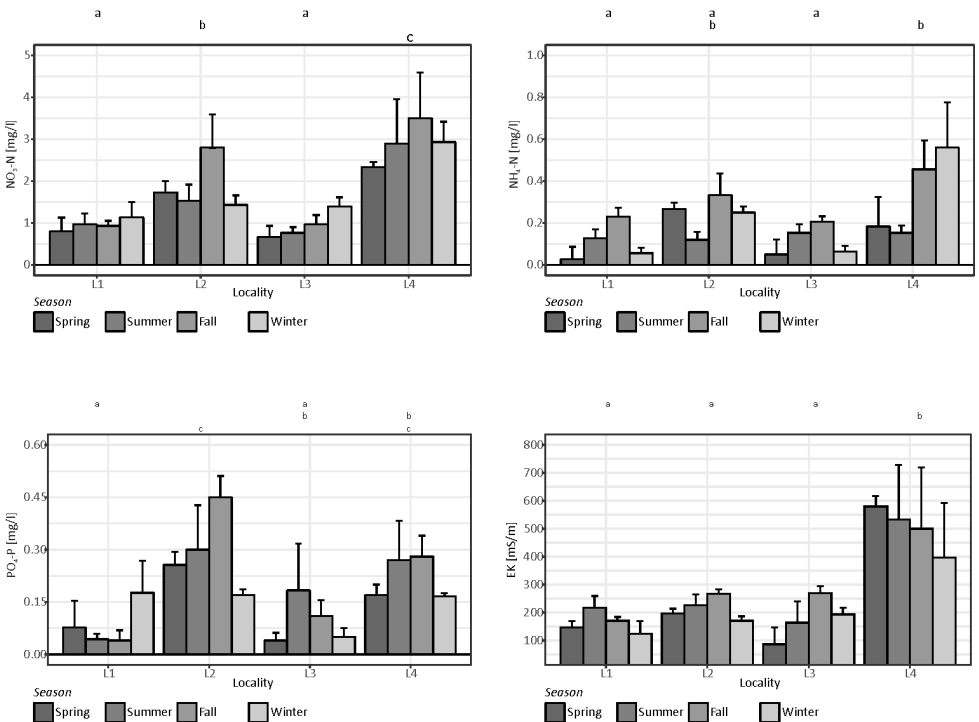 a
b
a
c
NO₃-N [mg/l]
5
4
3
2
1
0
L1 L2 L3 L4
Locality
Season
Spring Summer Fall Winter
a
a
b
a
b
NH₄-N [mg/l]
1.0
0.8
0.6
0.4
0.2
0.0
L1 L2 L3 L4
Locality
Season
Spring Summer Fall Winter
a
c
a
b
b
c
PO₄-P [mg/l]
0.60
0.45
0.30
0.15
0.00
L1 L2 L3 L4
Locality
Season
Spring Summer Fall Winter
a a a b
EK [mS/m]
800
700
600
500
400
300
200
100
L1 L2 L3 L4
Locality
Season
Spring Summer Fall Winter